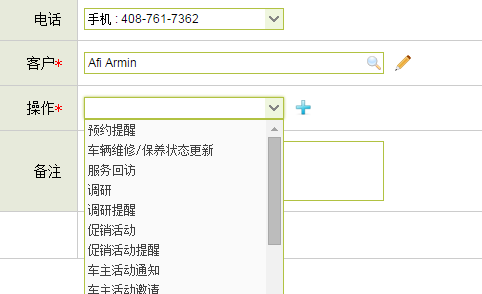 电话 手机 : 408-761-7362
客户* Afi Armin
操作*
预约提醒
车辆维修/保养状态更新
服务回访
调研
调研提醒
备注
促销活动
促销活动提醒
车主活动通知
车主活动邀请